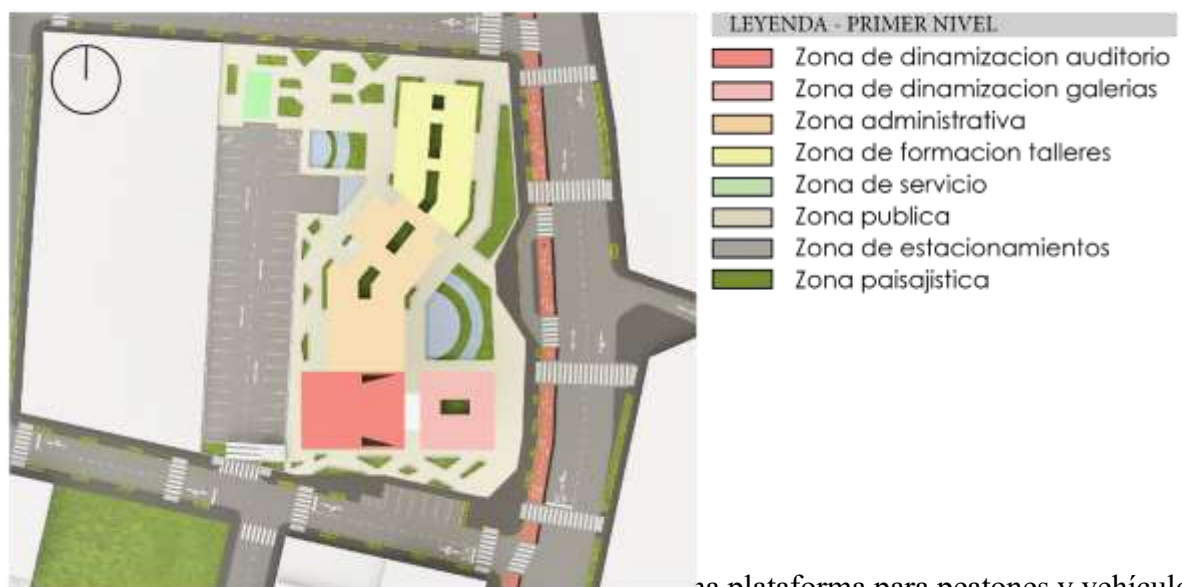 LEYENDA - PRIMER NIVEL
Zona de dinamizacion auditorio
Zona de dinamizacion galerias
Zona administrativa
Zona de formacion talleres
Zona de servicio
Zona publica
Zona de estacionamientos
Zona paisajistica
plataforma para peatones y